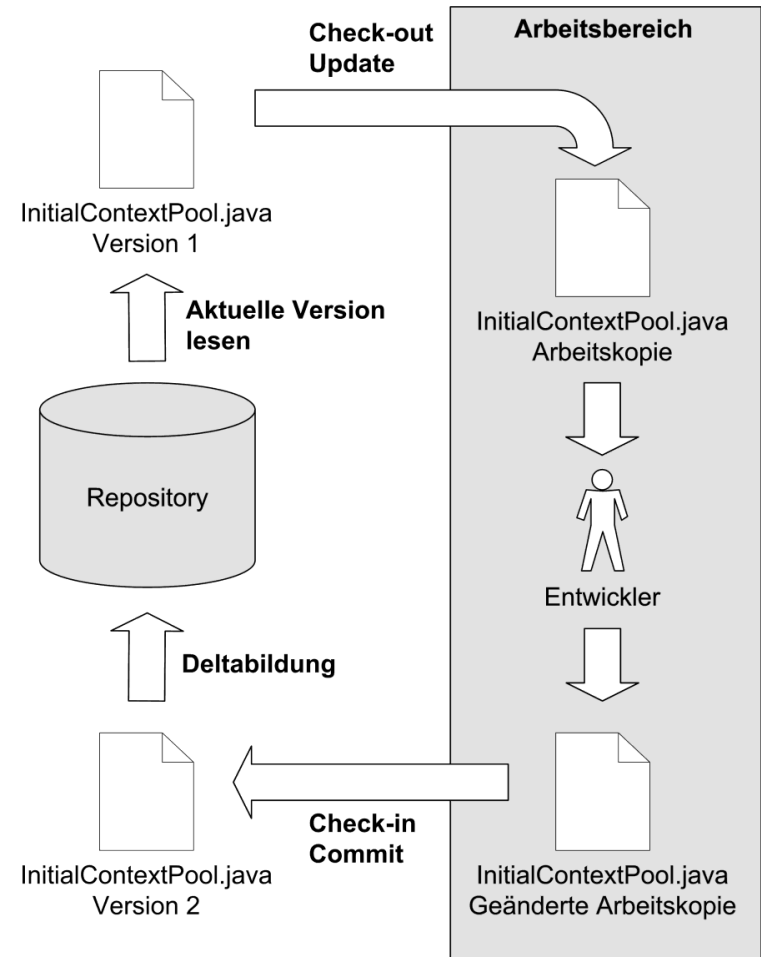 Check-out
Update
Arbeitsbereich
InitialContextPool.java
Version 1
Aktuelle Version
lesen
InitialContextPool.java
Arbeitskopie
Repository
Entwickler
Deltabildung
Check-in
Commit
InitialContextPool.java
Version 2
InitialContextPool.java
Geänderte Arbeitskopie